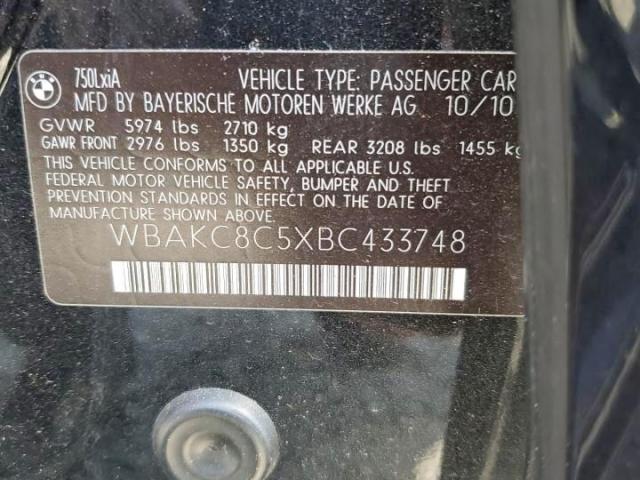 BMW
750LxiA VEHICLE TYPE: PASSENGER CAR
MFD BY BAYERISCHE MOTOREN WERKE AG 10/10
GVWR 5974 lbs 2710 kg
GAWR FRONT 2976 lbs 1350 kg REAR 3208 lbs 1455 kg
THIS VEHICLE CONFORMS TO ALL APPLICABLE U.S.
FEDERAL MOTOR VEHICLE SAFETY, BUMPER AND THEFT
PREVENTION STANDARDS IN EFFECT ON THE DATE OF
MANUFACTURE SHOWN ABOVE.
WBAKC8C5XBC433748